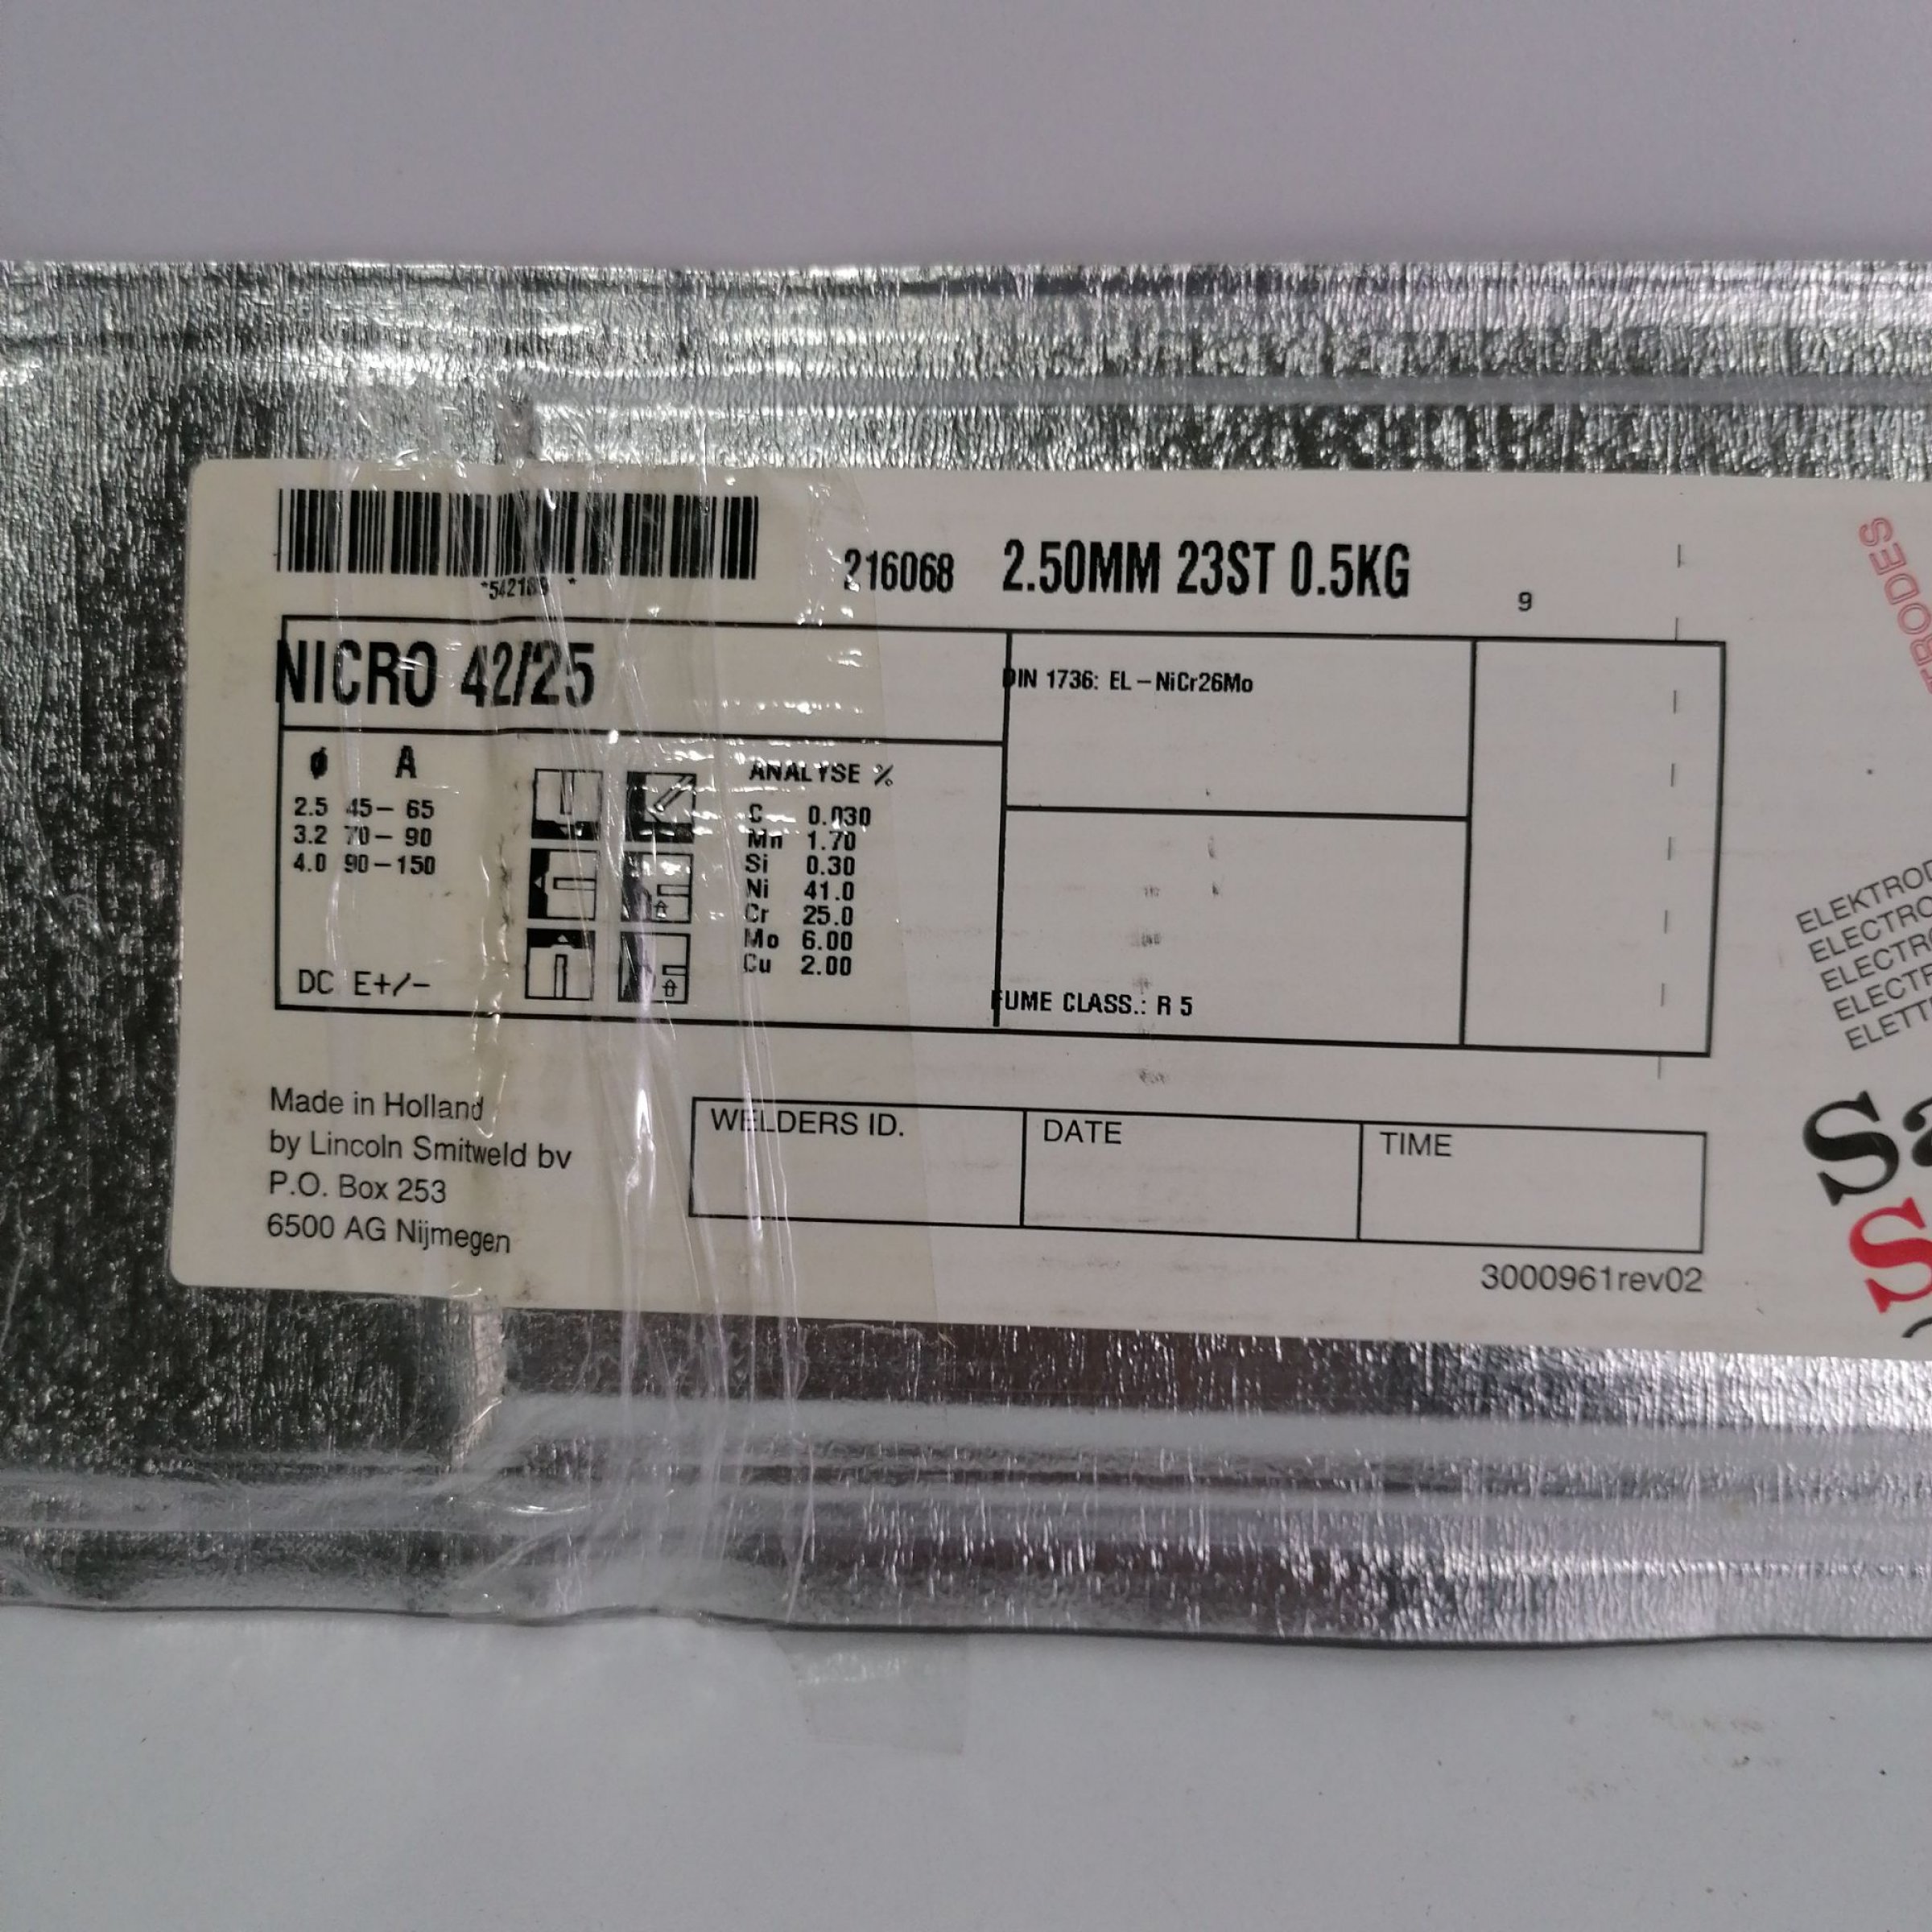 216068 2.50MM 23ST 0.5KG
9
NICRO 42/25
DIN 1736: EL-NiCr26Mo
ø A
2.5 45-65
3.2 70-90
4.0 90-150
DC E+/-
ANALYSE %
C 0.030
Mn 1.70
Si 0.30
Ni 41.0
Cr 25.0
Mo 6.00
Cu 2.00
FUME CLASS.: R 5
Made in Holland
by Lincoln Smitweld bv
P.O. Box 253
6500 AG Nijmegen
WELDERS ID.
DATE
TIME
3000961rev02